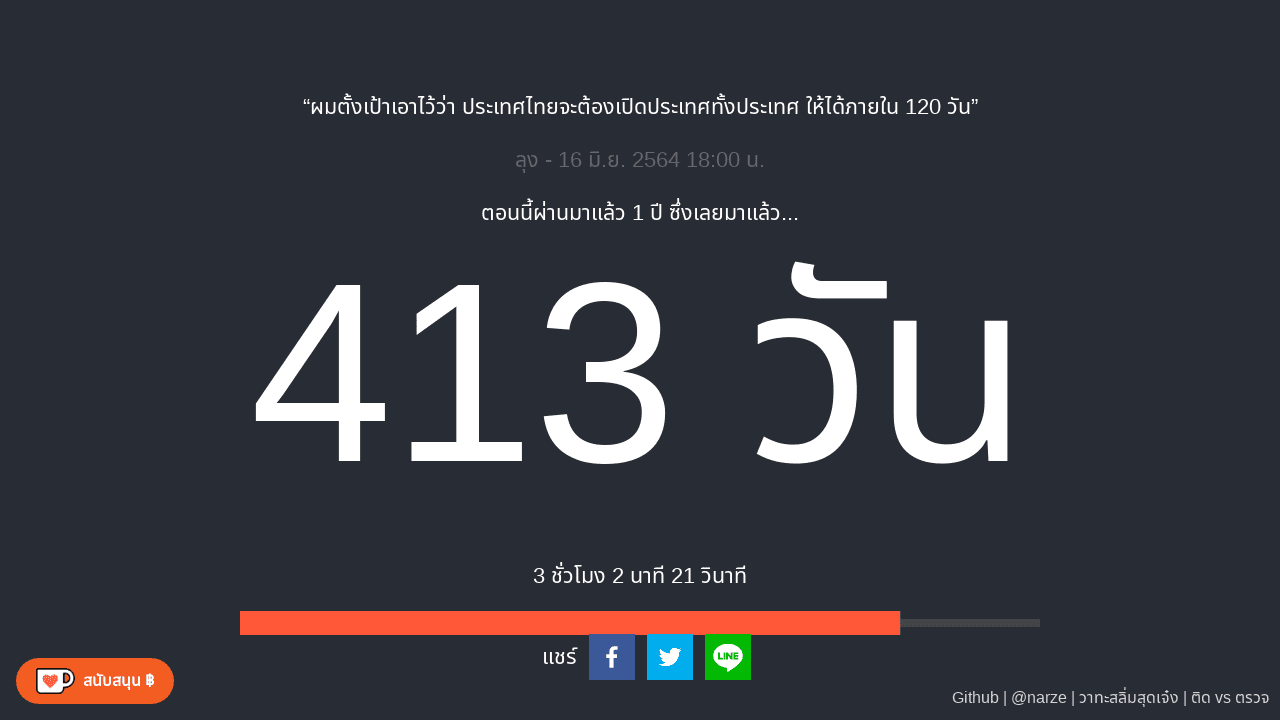 “ผมตั้งเป้าเอาไว้ว่า ประเทศไทยจะต้องเปิดประเทศทั้งประเทศ ให้ได้ภายใน 120 วัน”
ลุง - 16 มิ.ย. 2564 18:00 น.
ตอนนี้ผ่านมาแล้ว 1 ปี ซึ่งเลยมาแล้ว...
413 วัน
3 ชั่วโมง 2 นาที 21 วินาที
แชร์
LINE
สนับสนุน ฿
Github | @narze | วาทะสลิ่มสุดเจ๋ง | ติด vs ตรวจ